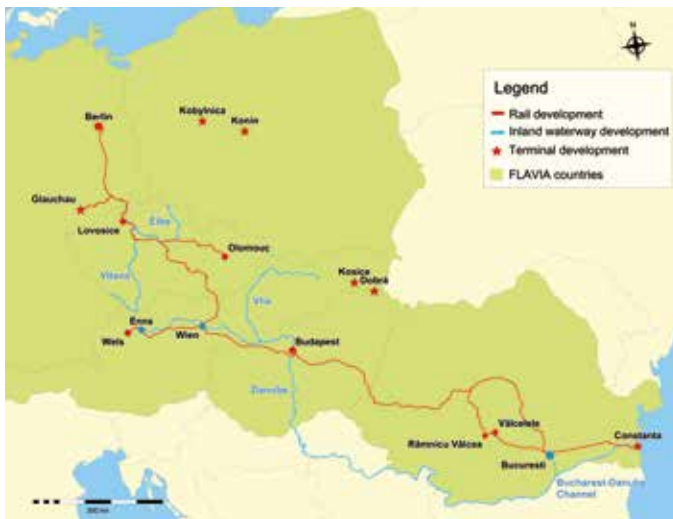 N
Legend
Rail development
Inland waterway development
Terminal development
FLAVIA countries
Berlin
Kobylnica
Konin
Glauchau
Lovosice
Elbe
Olomouc
Vltava
Kosice
Dobrá
Váh
Enns
Wels
Wien
Budapest
Danube
Râmnicu Vâlcea
Vâlcelele
Constanta
Bucuresti
Bucharest-Danube
Channel